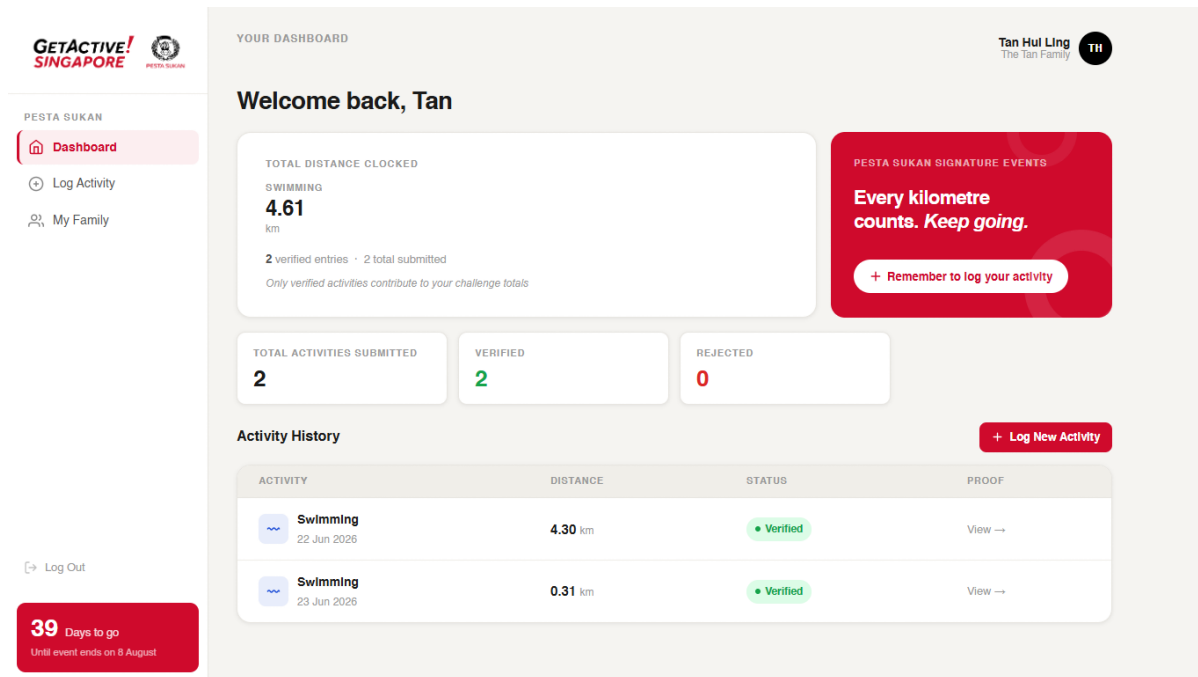 GETACTIVE!
SINGAPORE
PESTA SUKAN
PESTA SUKAN
Dashboard
Log Activity
My Family
Log Out
39 Days to go
Until event ends on 8 August
YOUR DASHBOARD
Tan Hui Ling
The Tan Family
TH
Welcome back, Tan
TOTAL DISTANCE CLOCKED
SWIMMING
4.61
km
2 verified entries · 2 total submitted
Only verified activities contribute to your challenge totals
PESTA SUKAN SIGNATURE EVENTS
Every kilometre
counts. Keep going.
+ Remember to log your activity
TOTAL ACTIVITIES SUBMITTED
2
VERIFIED
2
REJECTED
0
Activity History
+ Log New Activity
ACTIVITY DISTANCE STATUS PROOF
Swimming
22 Jun 2026
4.30 km
Verified
View →
Swimming
23 Jun 2026
0.31 km
Verified
View →